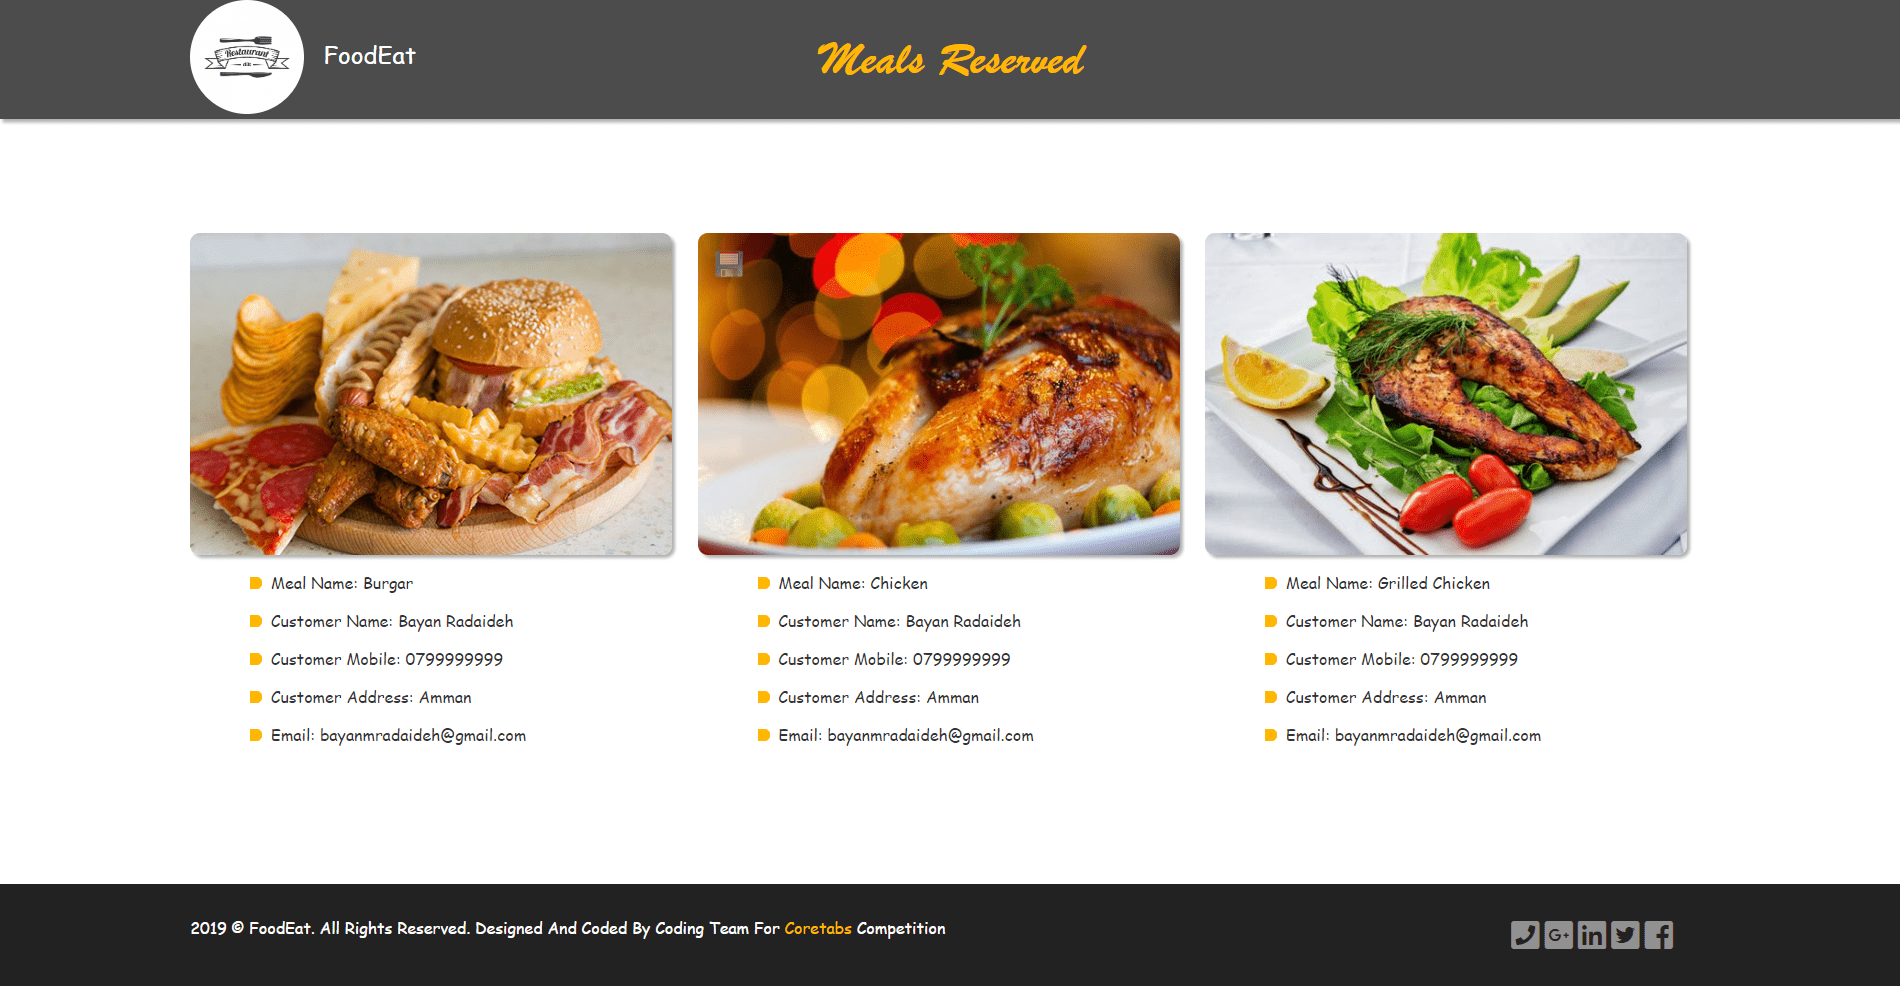 Restaurant
FoodEat
Meals Reserved
Meal Name: Burgar
Customer Name: Bayan Radaideh
Customer Mobile: 0799999999
Customer Address: Amman
Email: bayanmradaideh@gmail.com
Meal Name: Chicken
Customer Name: Bayan Radaideh
Customer Mobile: 0799999999
Customer Address: Amman
Email: bayanmradaideh@gmail.com
Meal Name: Grilled Chicken
Customer Name: Bayan Radaideh
Customer Mobile: 0799999999
Customer Address: Amman
Email: bayanmradaideh@gmail.com
2019 © FoodEat. All Rights Reserved. Designed And Coded By Coding Team For Coretabs Competition
G+ in